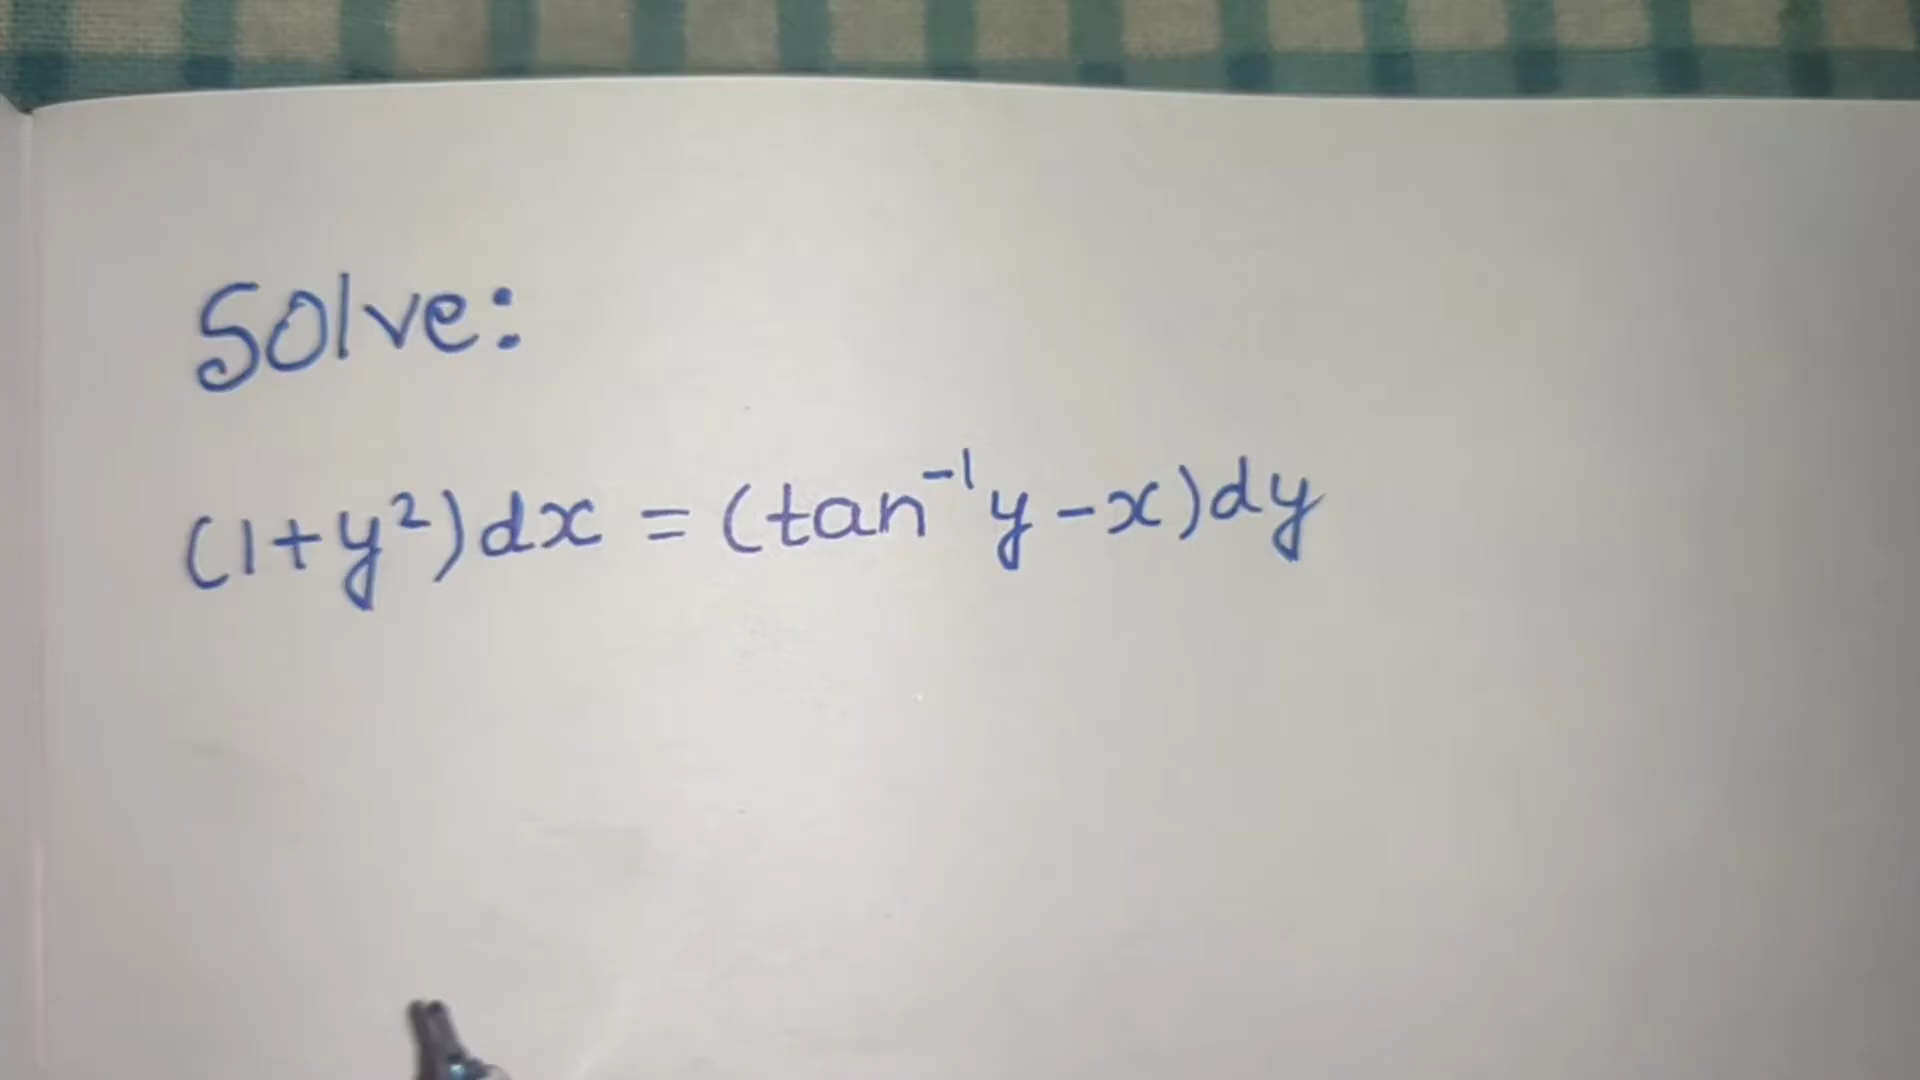 Solve:
(1+y²)dx = (tan⁻¹y-x)dy